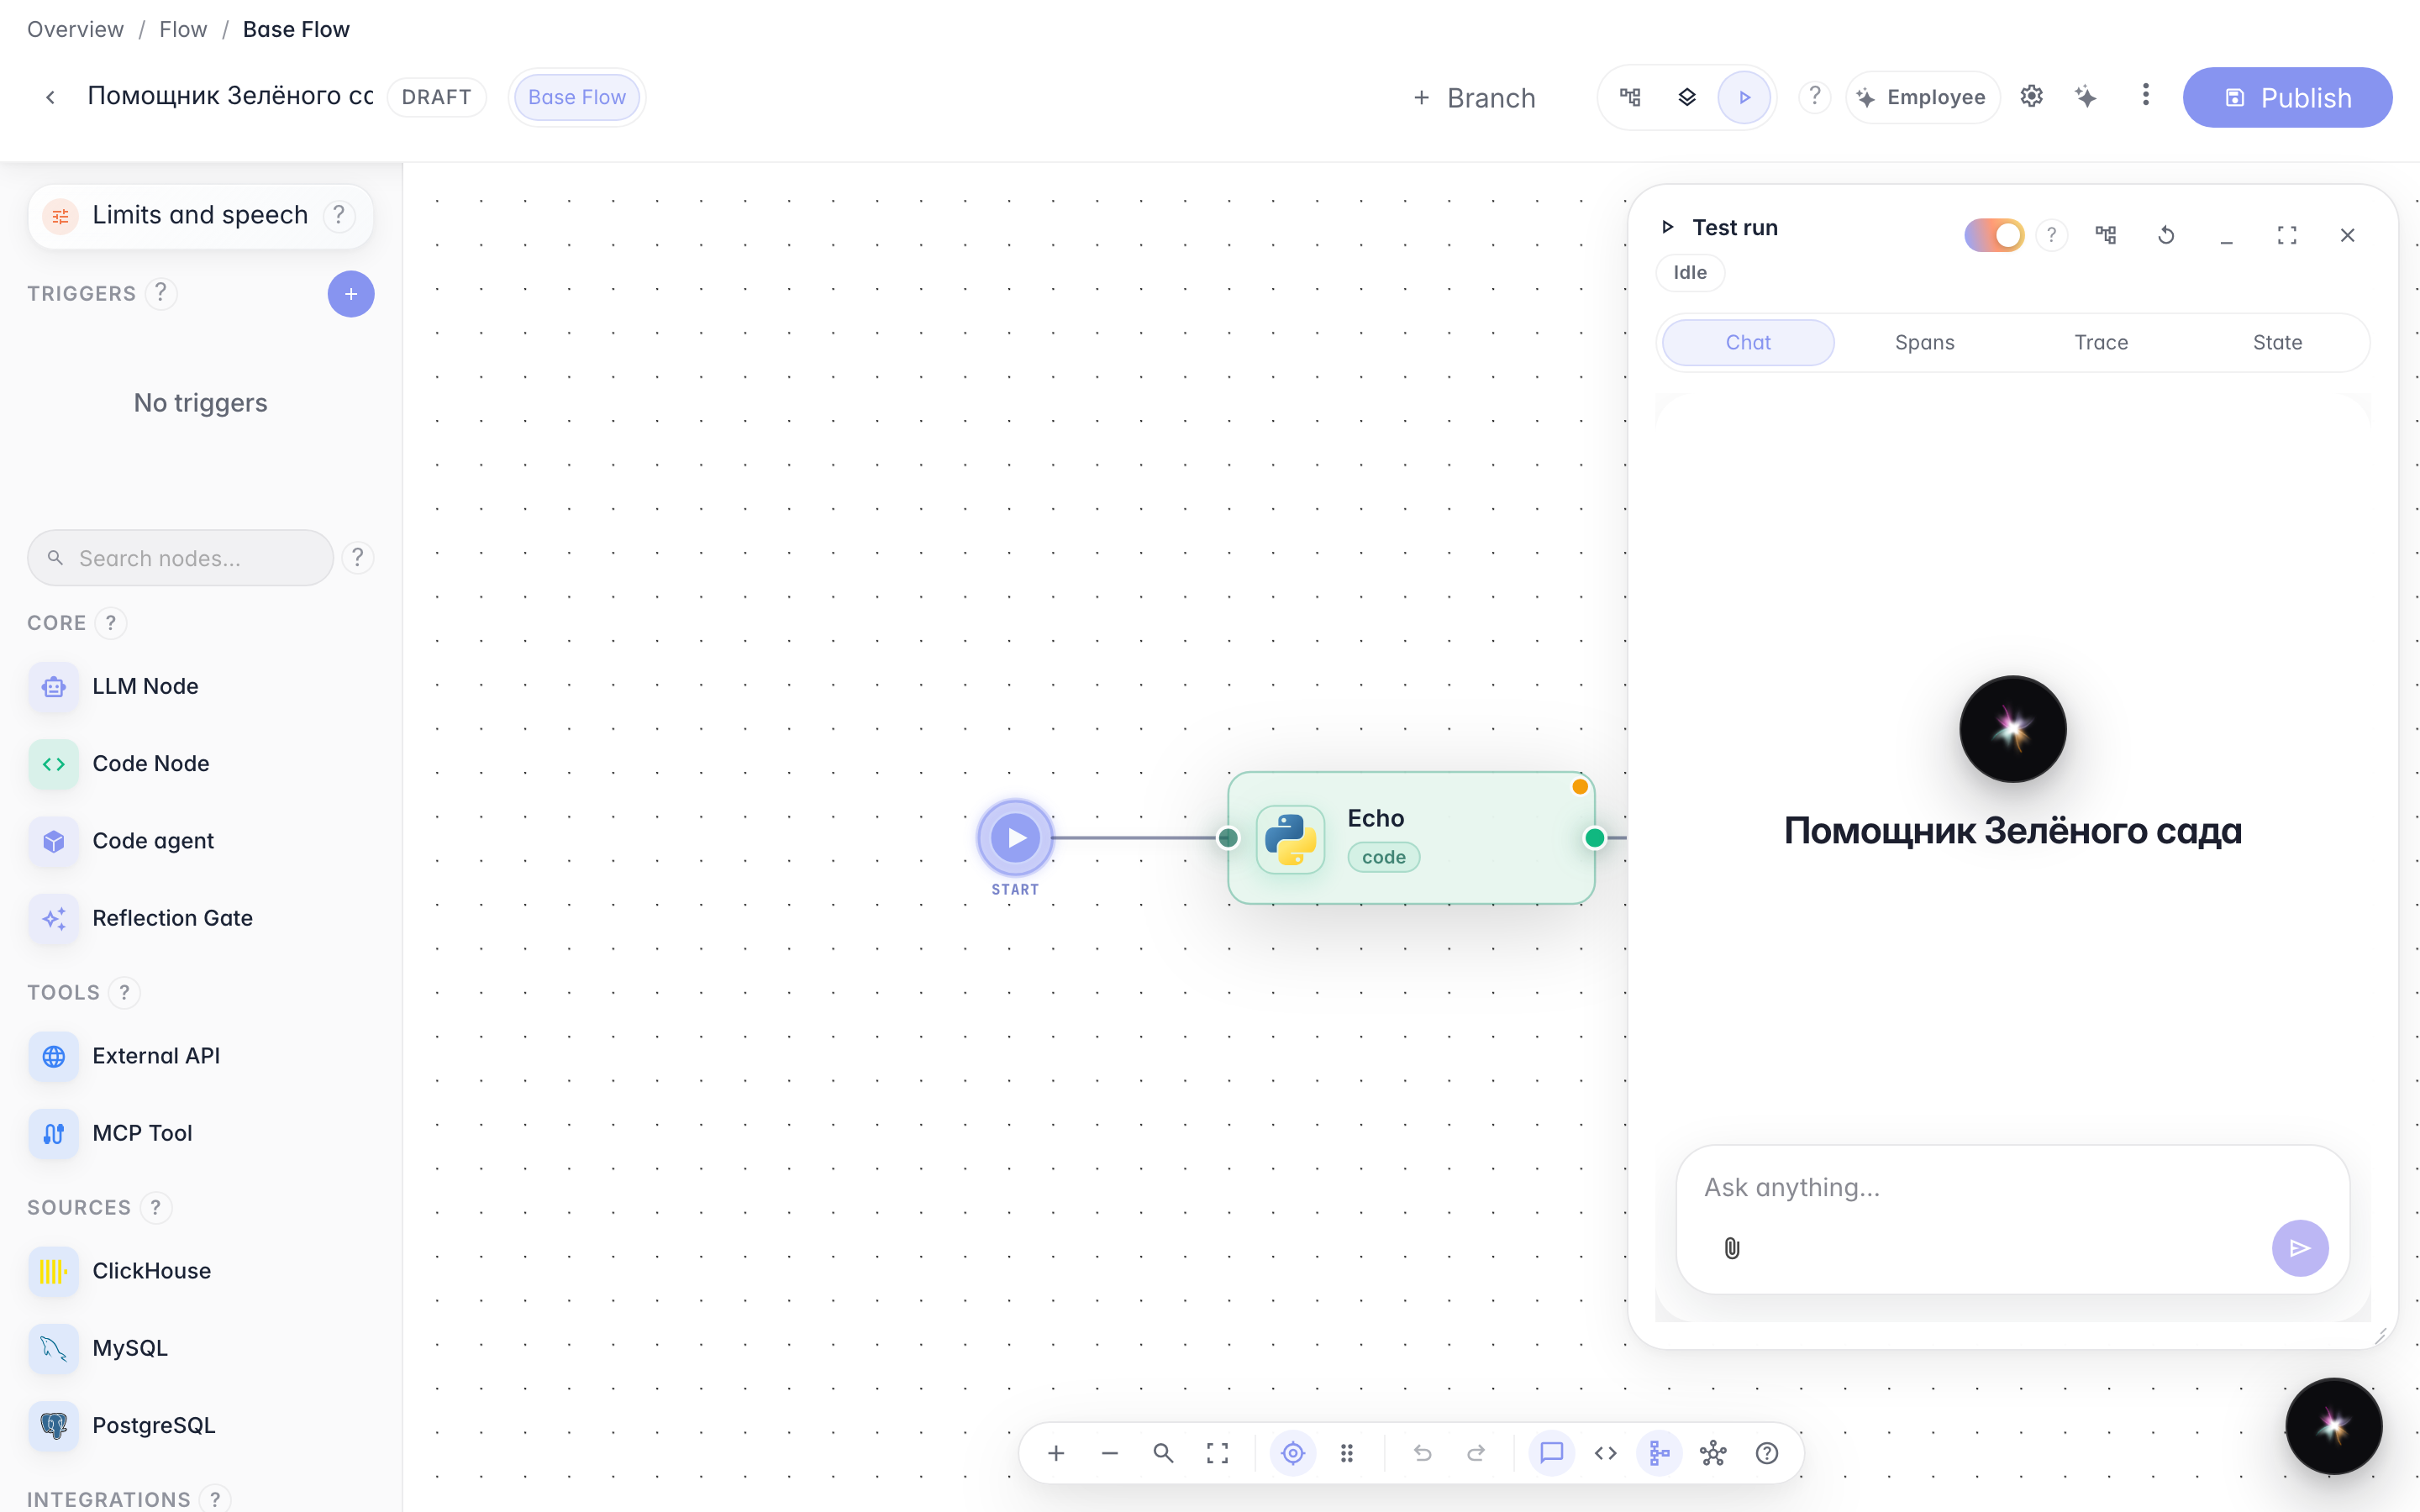 Overview / Flow / Base Flow
Помощник Зелёного
DRAFT
Base Flow
+ Branch
?
Employee
Publish
Limits and speech ?
TRIGGERS ?
No triggers
Search nodes...
?
CORE ?
LLM Node
Code Node
Code agent
Reflection Gate
TOOLS ?
External API
MCP Tool
SOURCES ?
ClickHouse
MySQL
PostgreSQL
INTEGRATIONS ?
START
Echo
code
Test run
?
Idle
Chat
Spans
Trace
State
Помощник Зелёного сада
Ask anything...